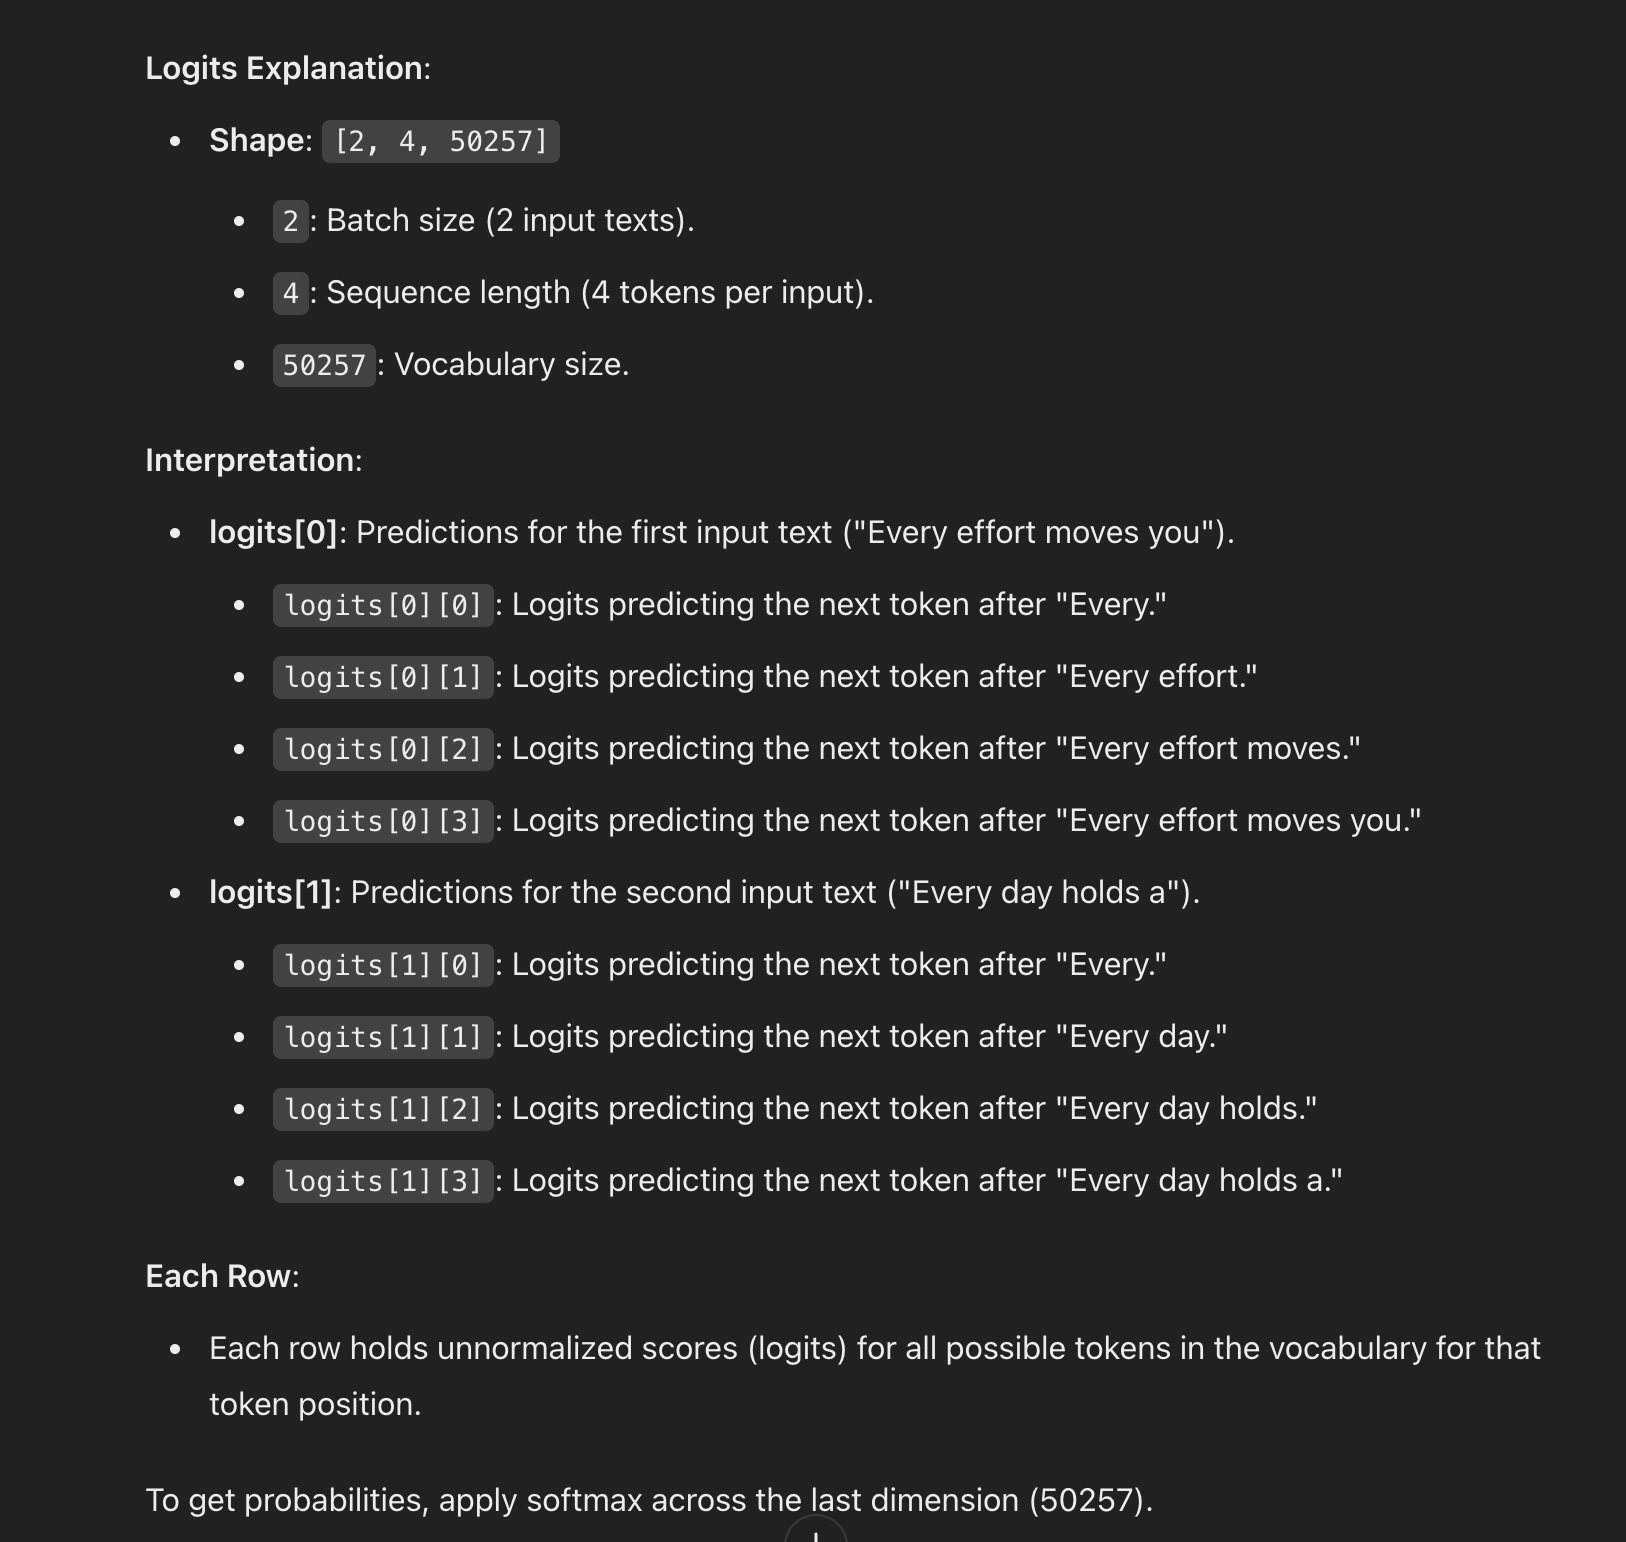 Logits Explanation:
Shape: [2, 4, 50257]
2: Batch size (2 input texts).
4: Sequence length (4 tokens per input).
50257: Vocabulary size.
Interpretation:
logits[0]: Predictions for the first input text ("Every effort moves you").
logits[0][0]: Logits predicting the next token after "Every."
logits[0][1]: Logits predicting the next token after "Every effort."
logits[0][2]: Logits predicting the next token after "Every effort moves."
logits[0][3]: Logits predicting the next token after "Every effort moves you."
logits[1]: Predictions for the second input text ("Every day holds a").
logits[1][0]: Logits predicting the next token after "Every."
logits[1][1]: Logits predicting the next token after "Every day."
logits[1][2]: Logits predicting the next token after "Every day holds."
logits[1][3]: Logits predicting the next token after "Every day holds a."
Each Row:
Each row holds unnormalized scores (logits) for all possible tokens in the vocabulary for that
token position.
To get probabilities, apply softmax across the last dimension (50257).